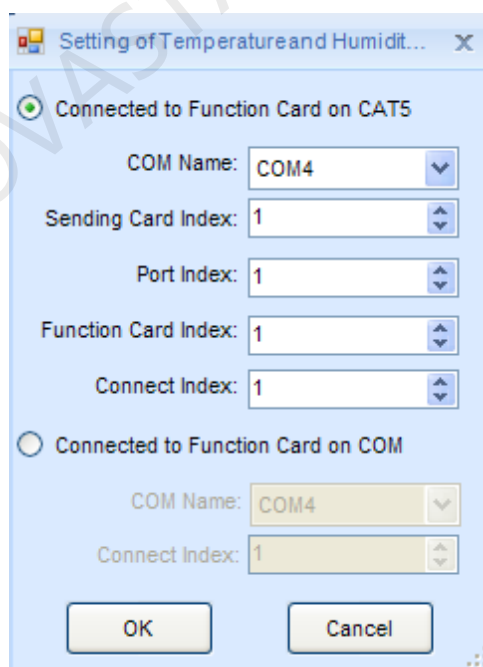 Setting of Temperature and Humidit...
Connected to Function Card on CAT5
COM Name: COM4
Sending Card Index: 1
Port Index: 1
Function Card Index: 1
Connect Index: 1
Connected to Function Card on COM
COM Name: COM4
Connect Index: 1
OK Cancel